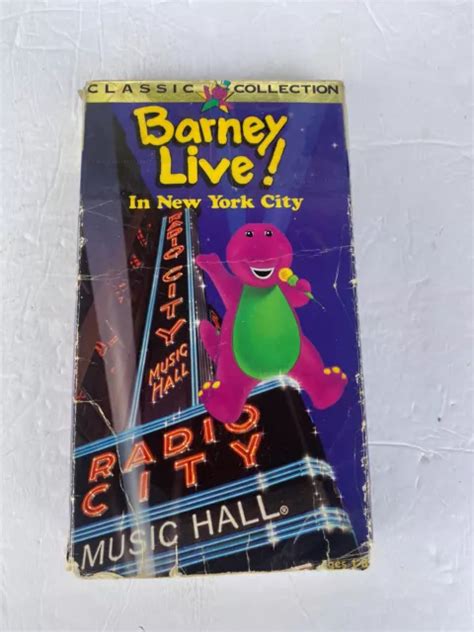 CLASSIC COLLECTION
Barney
Live!
In New York City
RADIO CITY
MUSIC
HALL
RADIO
CITY
MUSIC HALL®